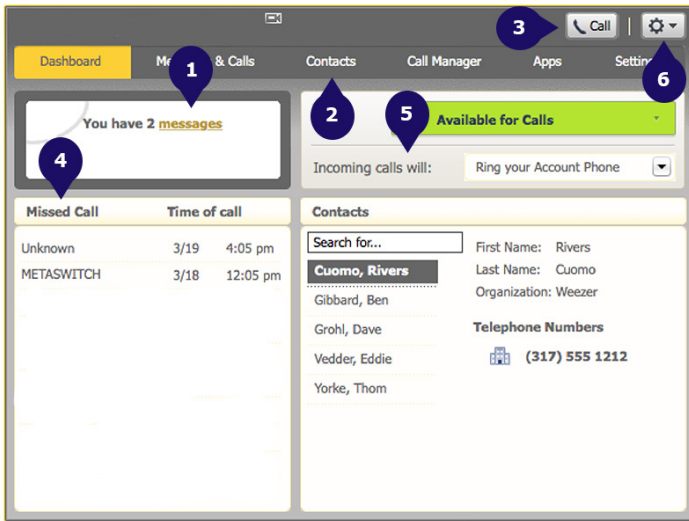 3
Call
Dashboard
Me
& Calls
Contacts
Call Manager
Apps
Settin
1
2
5
6
You have 2 messages
Available for Calls
4
Incoming calls will:
Ring your Account Phone
Missed Call
Time of call
Unknown
3/19
4:05 pm
METASWITCH
3/18
12:05 pm
Contacts
Search for...
Cuomo, Rivers
Gibbard, Ben
Grohl, Dave
Vedder, Eddie
Yorke, Thom
First Name: Rivers
Last Name: Cuomo
Organization: Weezer
Telephone Numbers
(317) 555 1212